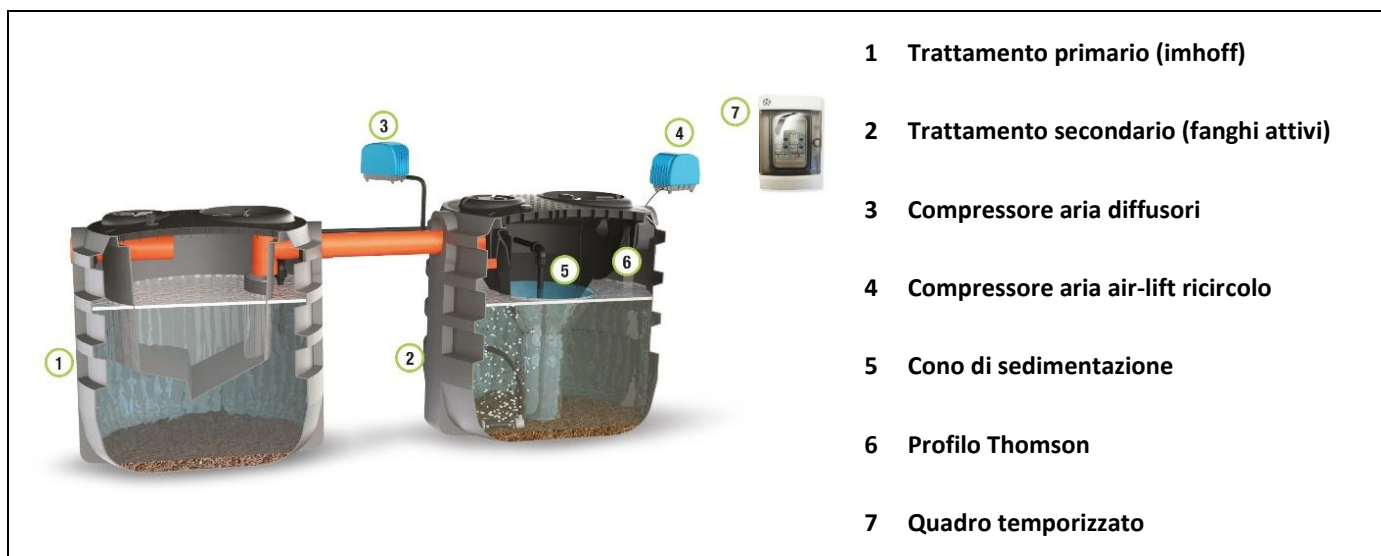 3
4
7
5
6
1
2
1 Trattamento primario (imhoff)
2 Trattamento secondario (fanghi attivi)
3 Compressore aria diffusori
4 Compressore aria air-lift ricircolo
5 Cono di sedimentazione
6 Profilo Thomson
7 Quadro temporizzato